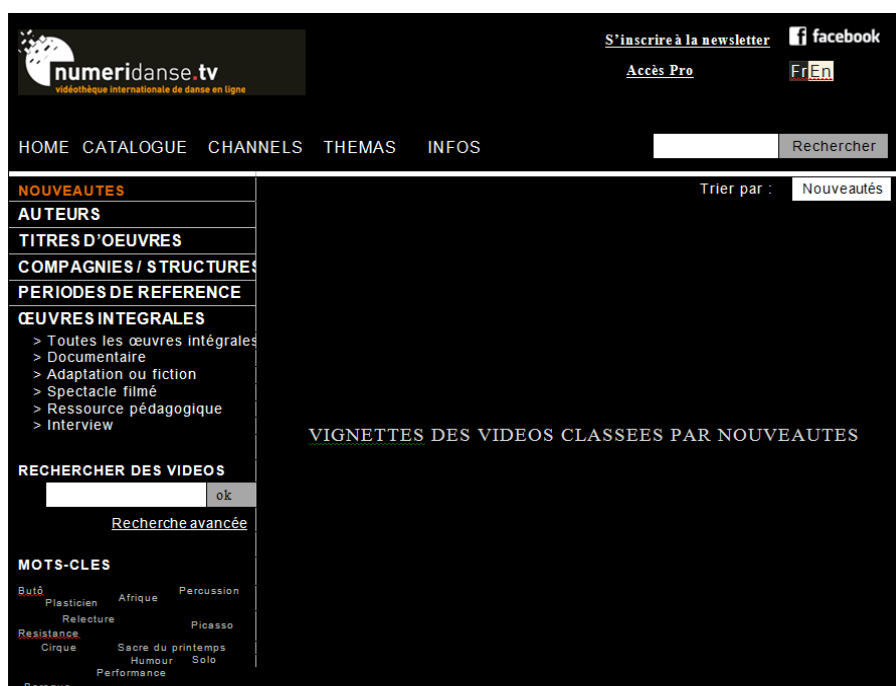 numeridanse.tv
vidéothèque internationale de danse en ligne
S'inscrire à la newsletter
facebook
Accès Pro
FrEn
HOME CATALOGUE CHANNELS THEMAS INFOS
Rechercher
NOUVEAUTES
Trier par :
Nouveautés
AUTEURS
TITRES D'OEUVRES
COMPAGNIES / STRUCTURES
PERIODES DE REFERENCE
ŒUVRES INTEGRALES
> Toutes les œuvres intégrales
> Documentaire
> Adaptation ou fiction
> Spectacle filmé
> Ressource pédagogique
> Interview
VIGNETTES DES VIDEOS CLASSEES PAR NOUVEAUTES
RECHERCHER DES VIDEOS
ok
Recherche avancée
MOTS-CLES
Butô
Plasticien
Afrique
Percussion
Relecture
Picasso
Resistance
Cirque
Sacre du printemps
Humour
Solo
Performance